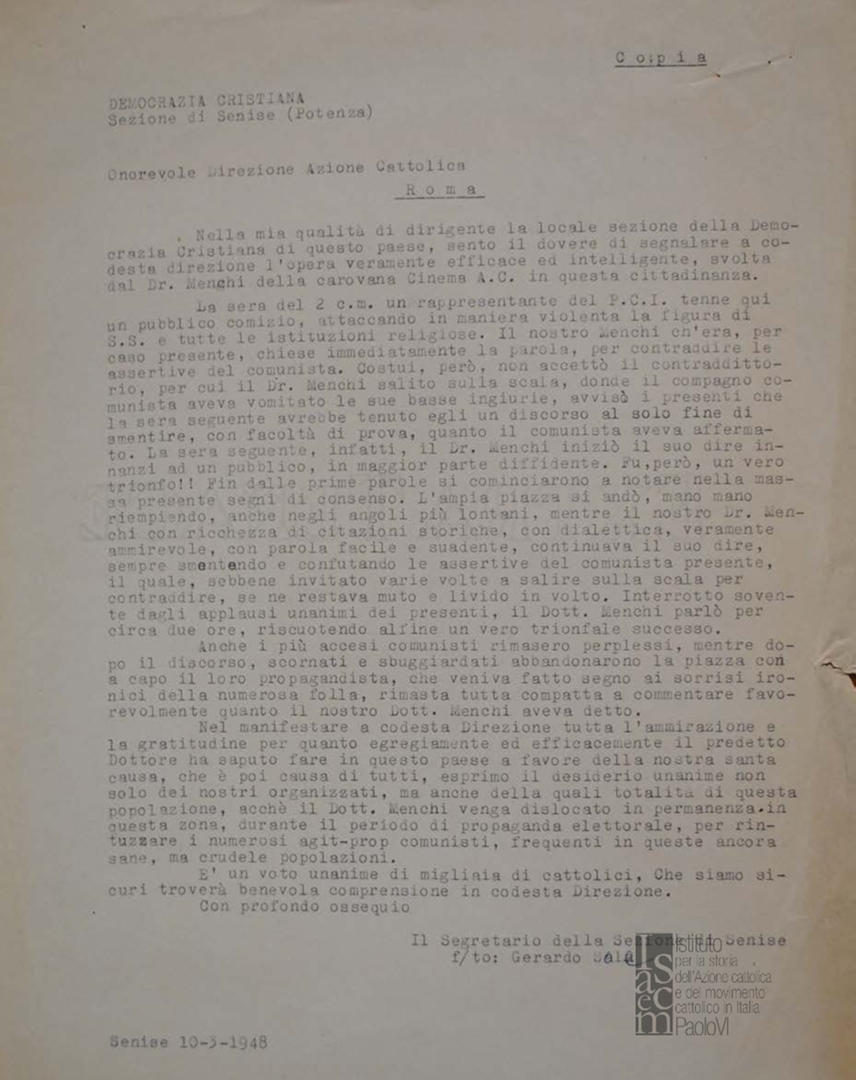 C o p i a
DEMOCRAZIA CRISTIANA
Sezione di Senise (Potenza)
Onorevole Direzione Azione Cattolica
R o m a
Nella mia qualità di dirigente la locale sezione della Demo-
crazia Cristiana di questo paese, sento il dovere di segnalare a co-
desta direzione l'opera veramente efficace ed intelligente, svolta
dal Dr. Menchi della carovana Cinema A.C. in questa cittadinanza.
La sera del 2 c.m. un rappresentante del P.C.I. tenne qui
un pubblico comizio, attaccando in maniera violenta la figura di
S.S. e tutte le istituzioni religiose. Il nostro Menchi ch'era, per
caso presente, chiese immediatamente la parola, per contraddire le
assertive del comunista. Costui, però, non accettò il contradditto-
rio, per cui il Dr. Menchi salito sulla scala, donde il compagno co-
munista aveva vomitato le sue basse ingiurie, avvisò i presenti che
la sera seguente avrebbe tenuto egli un discorso al solo fine di
smentire, con facoltà di prova, quanto il comunista aveva afferma-
to. La sera seguente, infatti, il Dr. Menchi iniziò il suo dire in-
nanzi ad un pubblico, in maggior parte diffidente. Fu,però, un vero
trionfo!! Fin dalle prime parole si cominciarono a notare nella mas-
sa presente segni di consenso. L'ampia piazza si andò, mano mano
riempiendo, anche negli angoli più lontani, mentre il nostro Dr. Men-
chi con ricchezza di citazioni storiche, con dialettica, veramente
ammirevole, con parola facile e suadente, continuava il suo dire,
sempre smentendo e confutando le assertive del comunista presente,
il quale, sebbene invitato varie volte a salire sulla scala per
contraddire, se ne restava muto e livido in volto. Interrotto soven-
te dagli applausi unanimi dei presenti, il Dott. Menchi parlò per
circa due ore, riscuotendo alfine un vero trionfale successo.
Anche i più accesi comunisti rimasero perplessi, mentre do-
po il discorso, scornati e sbuggiardati abbandonarono la piazza con
a capo il loro propagandista, che veniva fatto segno ai sorrisi iro-
nici della numerosa folla, rimasta tutta compatta a commentare favo-
revolmente quanto il nostro Dott. Menchi aveva detto.
Nel manifestare a codesta Direzione tutta l'ammirazione e
la gratitudine per quanto egregiamente ed efficacemente il predetto
Dottore ha saputo fare in questo paese a favore della nostra santa
causa, che è poi causa di tutti, esprimo il desiderio unanime non
solo dei nostri organizzati, ma anche della quali totalità di questa
popolazione, acchè il Dott. Menchi venga dislocato in permanenza in
questa zona, durante il periodo di propaganda elettorale, per rin-
tuzzare i numerosi agit-prop comunisti, frequenti in queste ancora
sane, ma crudele popolazioni.
E' un voto unanime di migliaia di cattolici, Che siamo si-
curi troverà benevola comprensione in codesta Direzione.
Con profondo ossequio
Il Segretario della Sezione di Senise
f/to: Gerardo
Senise 10-3-1948
Isacem
Istituto
per la storia
dell'Azione cattolica
e del movimento
cattolico in Italia
Paolo VI